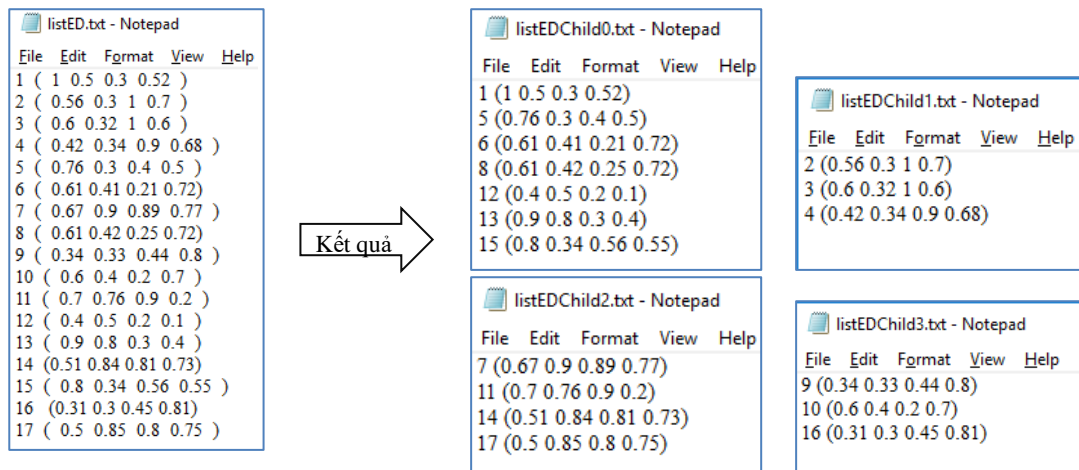 listED.txt - Notepad
File Edit Format View Help
1 ( 1 0.5 0.3 0.52 )
2 ( 0.56 0.3 1 0.7 )
3 ( 0.6 0.32 1 0.6 )
4 ( 0.42 0.34 0.9 0.68 )
5 ( 0.76 0.3 0.4 0.5 )
6 ( 0.61 0.41 0.21 0.72)
7 ( 0.67 0.9 0.89 0.77 )
8 ( 0.61 0.42 0.25 0.72)
9 ( 0.34 0.33 0.44 0.8 )
10 ( 0.6 0.4 0.2 0.7 )
11 ( 0.7 0.76 0.9 0.2 )
12 ( 0.4 0.5 0.2 0.1 )
13 ( 0.9 0.8 0.3 0.4 )
14 (0.51 0.84 0.81 0.73)
15 ( 0.8 0.34 0.56 0.55 )
16 (0.31 0.3 0.45 0.81)
17 ( 0.5 0.85 0.8 0.75 )
Kết quả
listEDChild0.txt - Notepad
File Edit Format View Help
1 (1 0.5 0.3 0.52)
5 (0.76 0.3 0.4 0.5)
6 (0.61 0.41 0.21 0.72)
8 (0.61 0.42 0.25 0.72)
12 (0.4 0.5 0.2 0.1)
13 (0.9 0.8 0.3 0.4)
15 (0.8 0.34 0.56 0.55)
listEDChild1.txt - Notepad
File Edit Format View Help
2 (0.56 0.3 1 0.7)
3 (0.6 0.32 1 0.6)
4 (0.42 0.34 0.9 0.68)
listEDChild2.txt - Notepad
File Edit Format View Help
7 (0.67 0.9 0.89 0.77)
11 (0.7 0.76 0.9 0.2)
14 (0.51 0.84 0.81 0.73)
17 (0.5 0.85 0.8 0.75)
listEDChild3.txt - Notepad
File Edit Format View Help
9 (0.34 0.33 0.44 0.8)
10 (0.6 0.4 0.2 0.7)
16 (0.31 0.3 0.45 0.81)